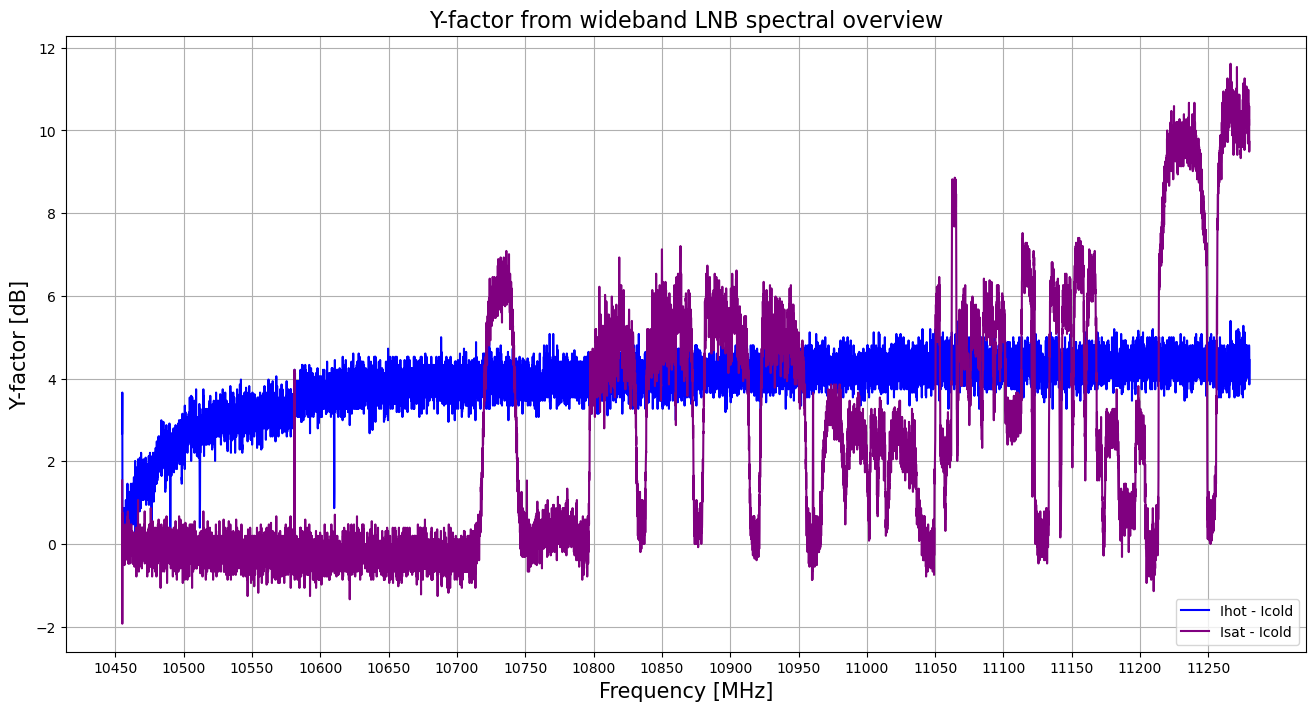 Y-factor from wideband LNB spectral overview
Y-factor [dB]
12
10
8
6
4
2
0
−2
10450 10500 10550 10600 10650 10700 10750 10800 10850 10900 10950 11000 11050 11100 11150 11200 11250
Frequency [MHz]
Ihot - Icold
Isat - Icold